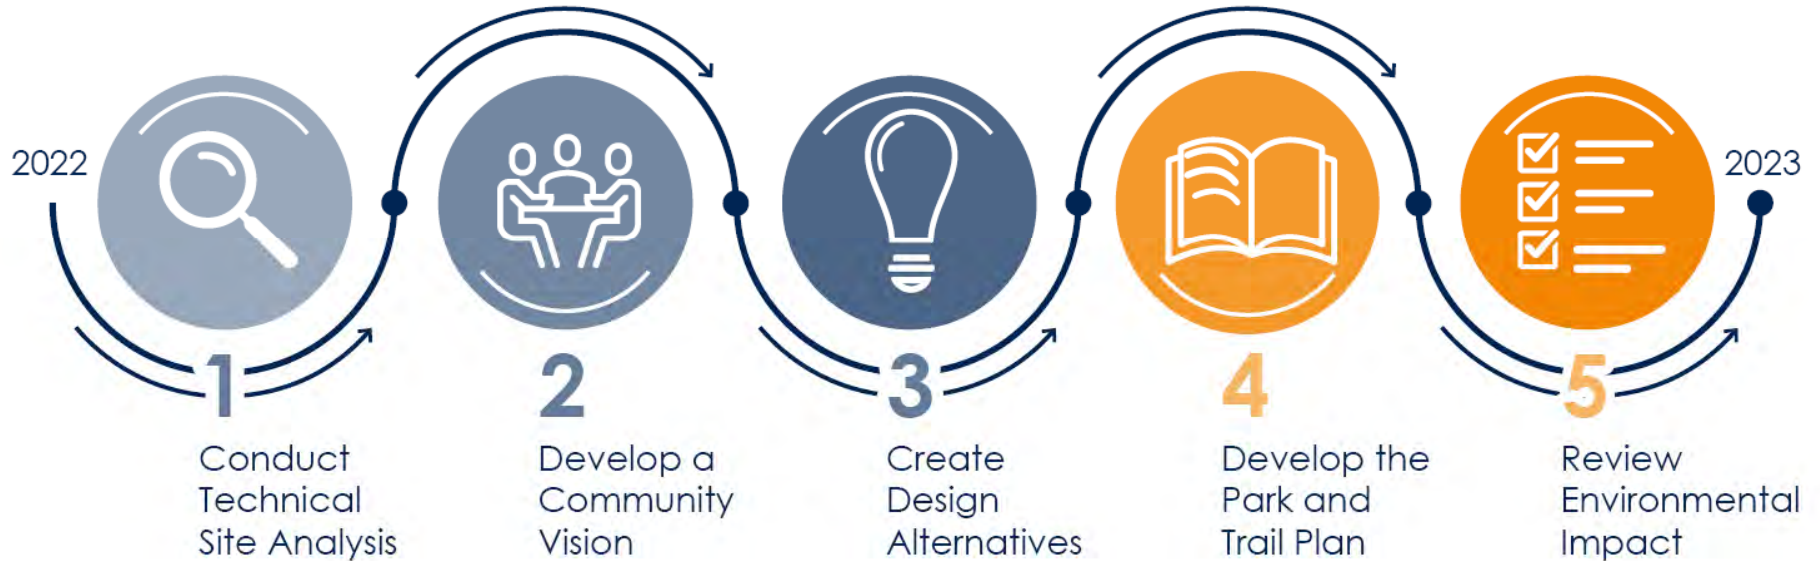 2022
2023
1
Conduct
Technical
Site Analysis
2
Develop a
Community
Vision
3
Create
Design
Alternatives
4
Develop the
Park and
Trail Plan
5
Review
Environmental
Impact